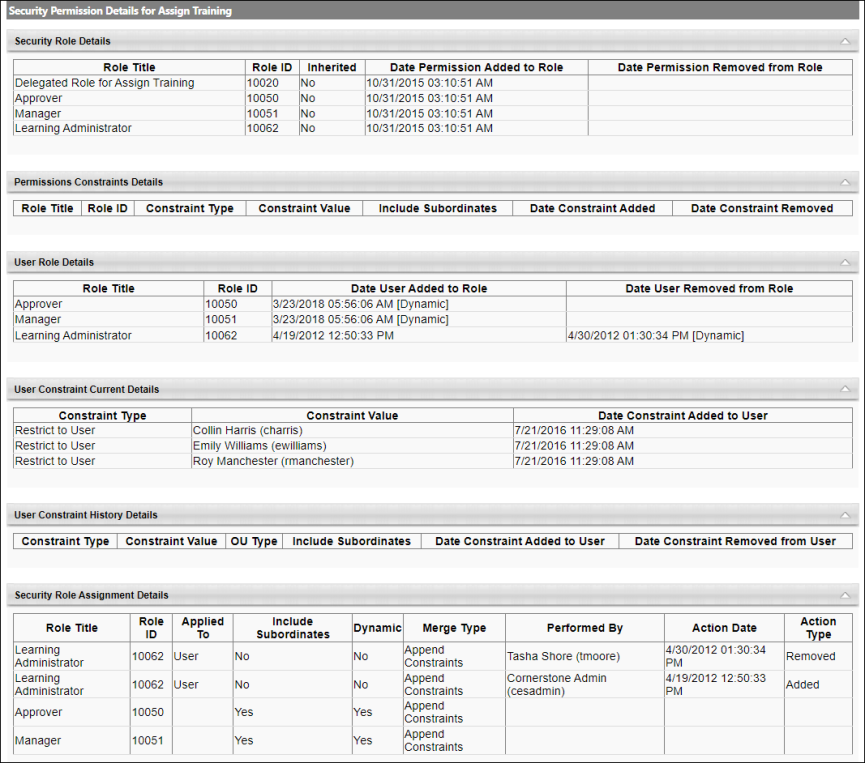 Security Permission Details for Assign Training
Security Role Details
Role Title Role ID Inherited Date Permission Added to Role Date Permission Removed from Role
Delegated Role for Assign Training 10020 No 10/31/2015 03:10:51 AM
Approver 10050 No 10/31/2015 03:10:51 AM
Manager 10051 No 10/31/2015 03:10:51 AM
Learning Administrator 10062 No 10/31/2015 03:10:51 AM
Permissions Constraints Details
Role Title Role ID Constraint Type Constraint Value Include Subordinates Date Constraint Added Date Constraint Removed
User Role Details
Role Title Role ID Date User Added to Role Date User Removed from Role
Approver 10050 3/23/2018 05:56:06 AM [Dynamic]
Manager 10051 3/23/2018 05:56:06 AM [Dynamic]
Learning Administrator 10062 4/19/2012 12:50:33 PM 4/30/2012 01:30:34 PM [Dynamic]
User Constraint Current Details
Constraint Type Constraint Value Date Constraint Added to User
Restrict to User Collin Harris (charris) 7/21/2016 11:29:08 AM
Restrict to User Emily Williams (ewilliams) 7/21/2016 11:29:08 AM
Restrict to User Roy Manchester (rmanchester) 7/21/2016 11:29:08 AM
User Constraint History Details
Constraint Type Constraint Value OU Type Include Subordinates Date Constraint Added to User Date Constraint Removed from User
Security Role Assignment Details
Role Title Role ID Applied To Include Subordinates Dynamic Merge Type Performed By Action Date Action Type
Learning Administrator 10062 User No No Append Constraints Tasha Shore (tmoore) 4/30/2012 01:30:34 PM Removed
Learning Administrator 10062 User No No Append Constraints Cornerstone Admin (cesadmin) 4/19/2012 12:50:33 PM Added
Approver 10050 Yes Yes Append Constraints
Manager 10051 Yes Yes Append Constraints